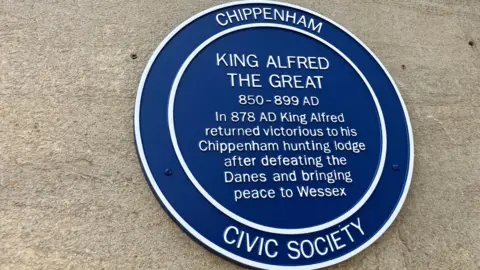 CHIPPENHAM
KING ALFRED
THE GREAT
850-899 AD
In 878 AD King Alfred
returned victorious to his
Chippenham hunting lodge
after defeating the
Danes and bringing
peace to Wessex
CIVIC SOCIETY